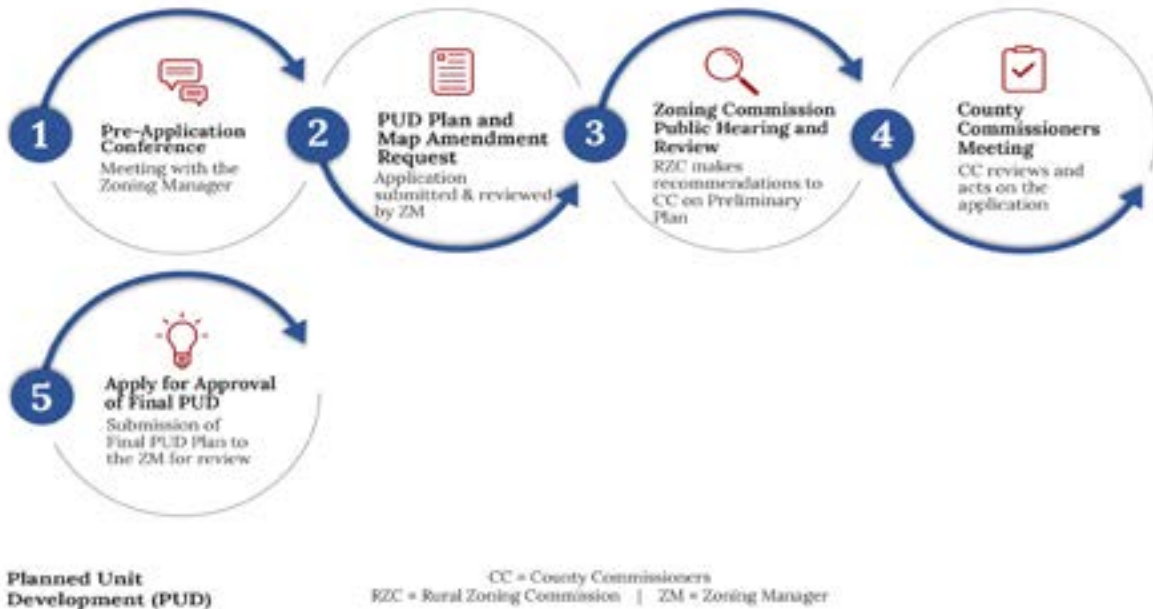 1
Pre-Application
Conference
Meeting with the
Zoning Manager
2
PUD Plan and
Map Amendment
Request
Application
submitted & reviewed
by ZM
3
Zoning Commission
Public Hearing and
Review
RZC makes
recommendations to
CC on Preliminary
Plan
4
County
Commissioners
Meeting
CC reviews and
acts on the
application
5
Apply for Approval
of Final PUD
Submission of
Final PUD Plan to
the ZM for review
Planned Unit
Development (PUD)
CC = County Commissioners
RZC = Rural Zoning Commission | ZM = Zoning Manager